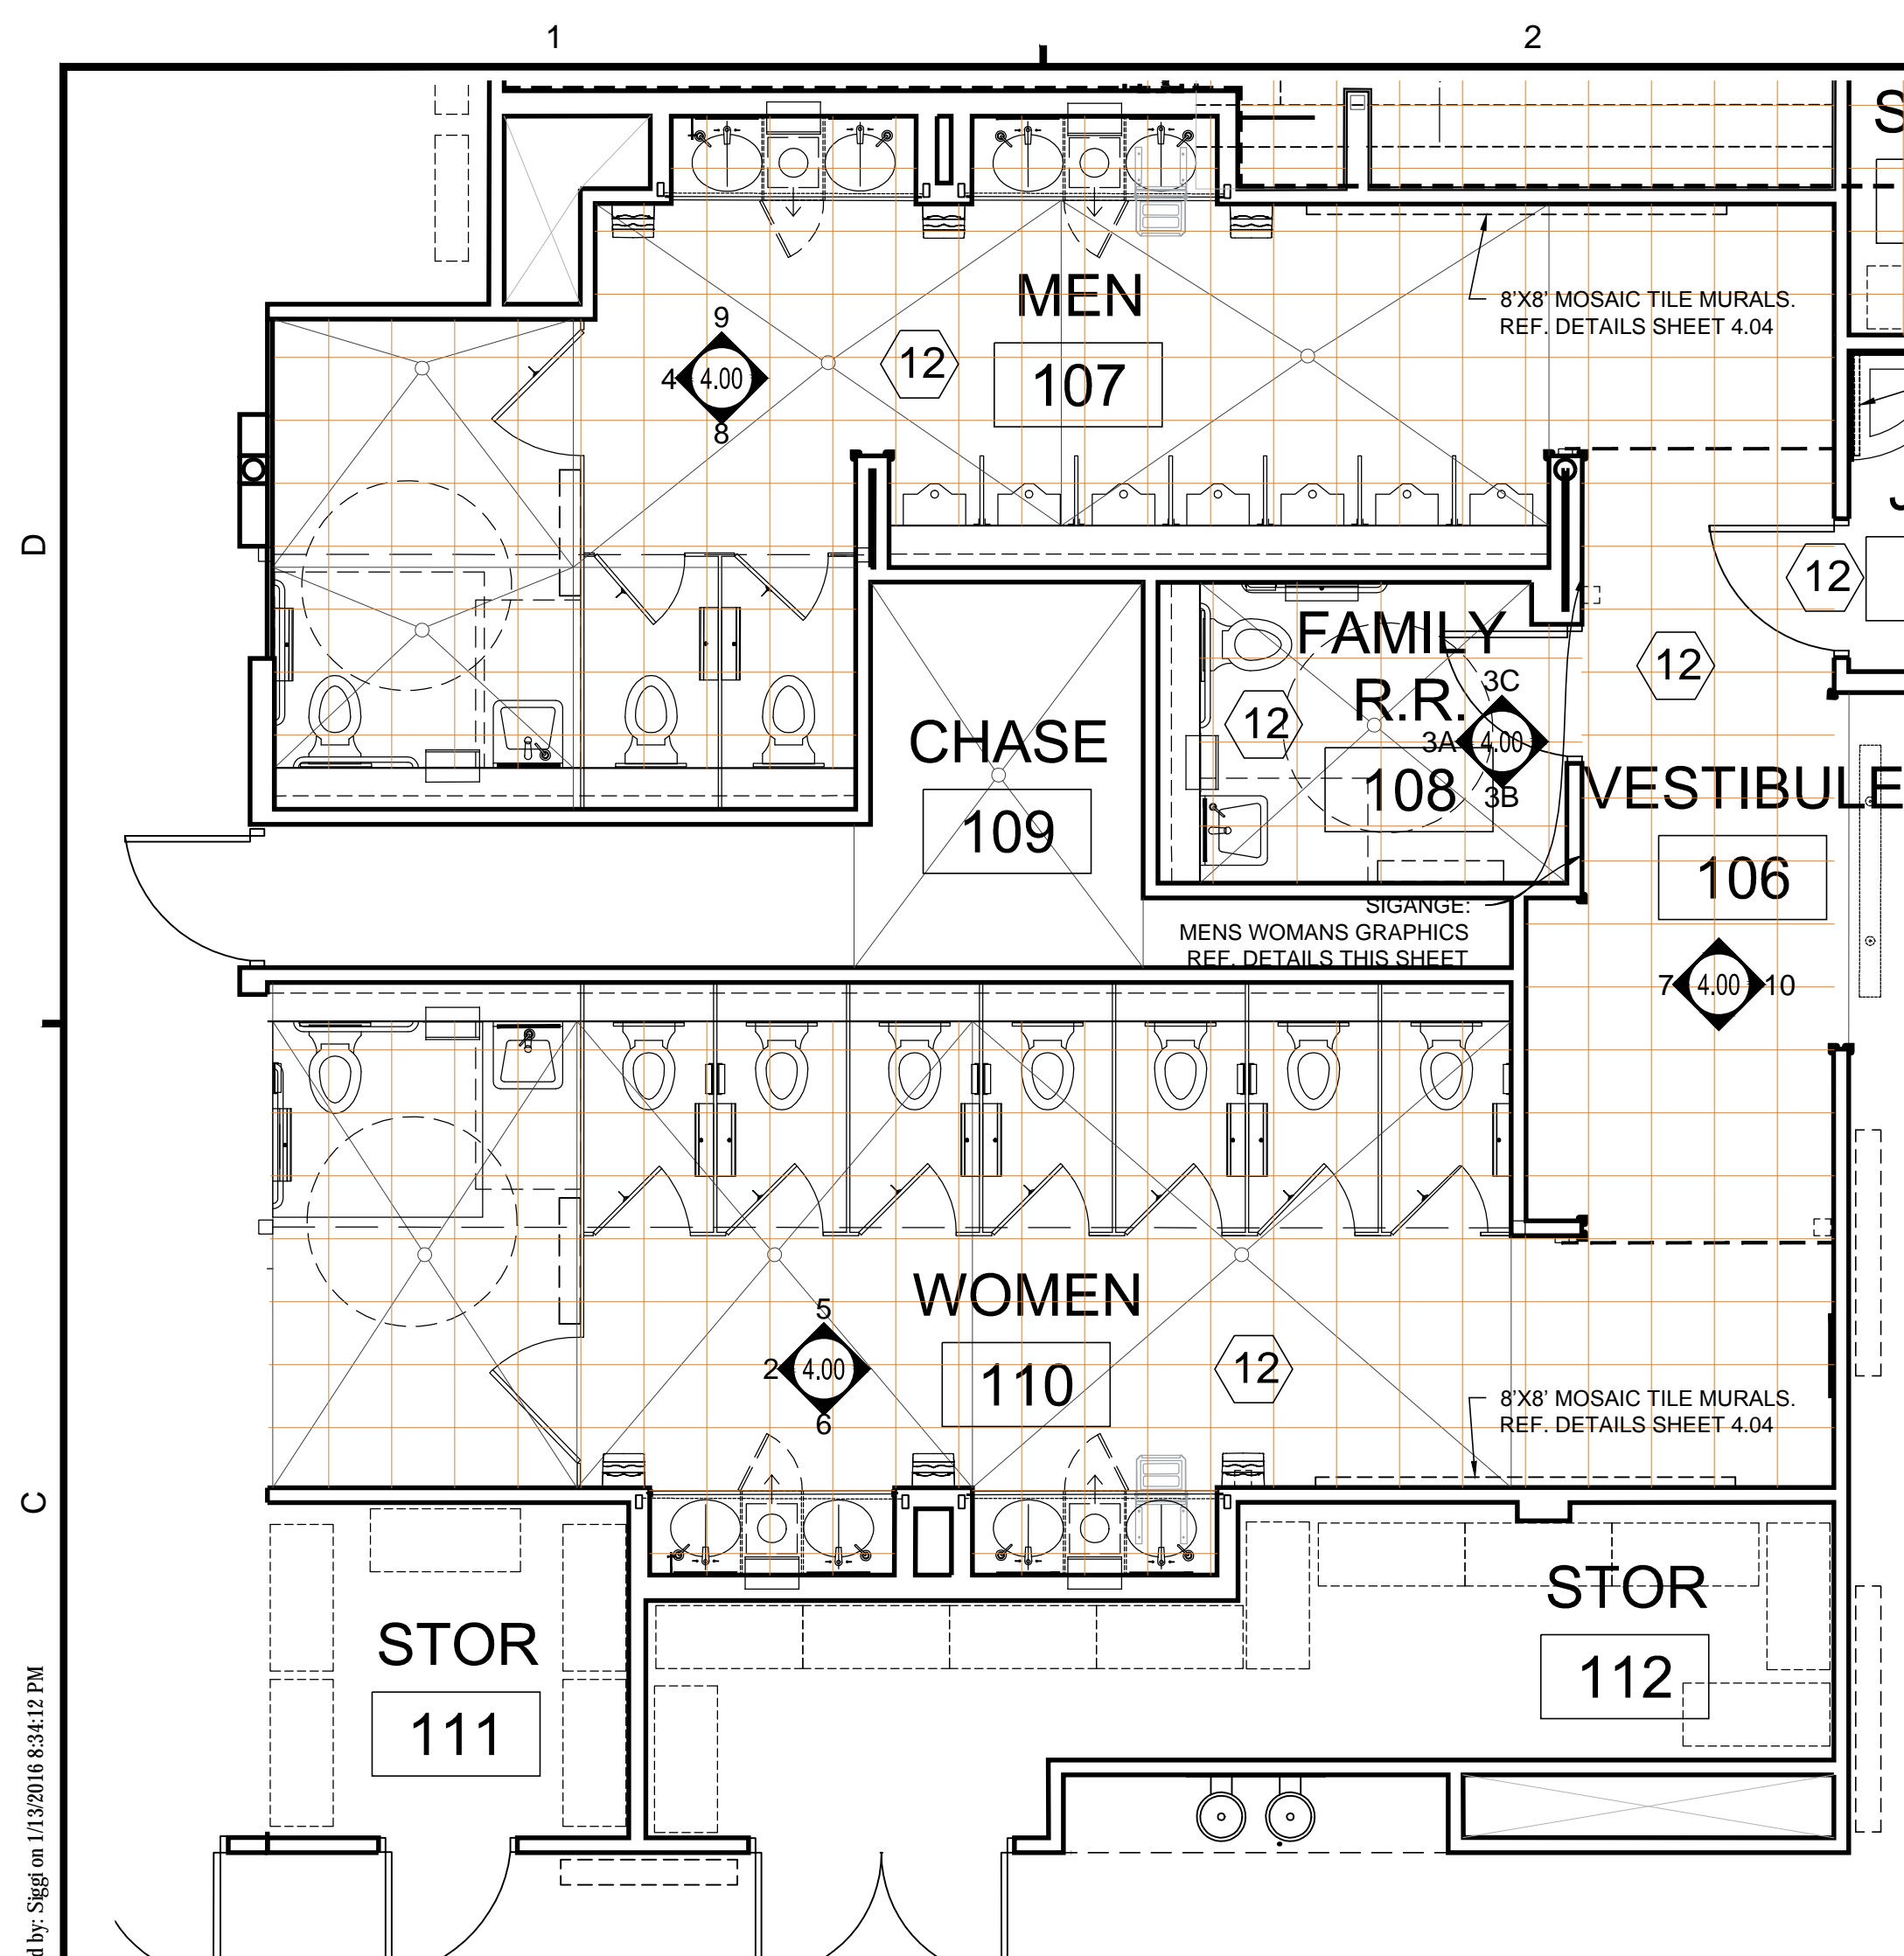 1
2
S
MEN
107
12
9
4
4.00
8
8'X8' MOSAIC TILE MURALS.
REF. DETAILS SHEET 4.04
D
J
12
12
FAMILY
R.R.
108
12
3C
3A
4.00
3B
CHASE
109
VESTIBULE
106
SIGANGE:
MENS WOMANS GRAPHICS
REF. DETAILS THIS SHEET
7
4.00
10
WOMEN
110
12
5
2
4.00
6
8'X8' MOSAIC TILE MURALS.
REF. DETAILS SHEET 4.04
C
STOR
111
STOR
112
d by: Siggi on 1/13/2016 8:34:12 PM